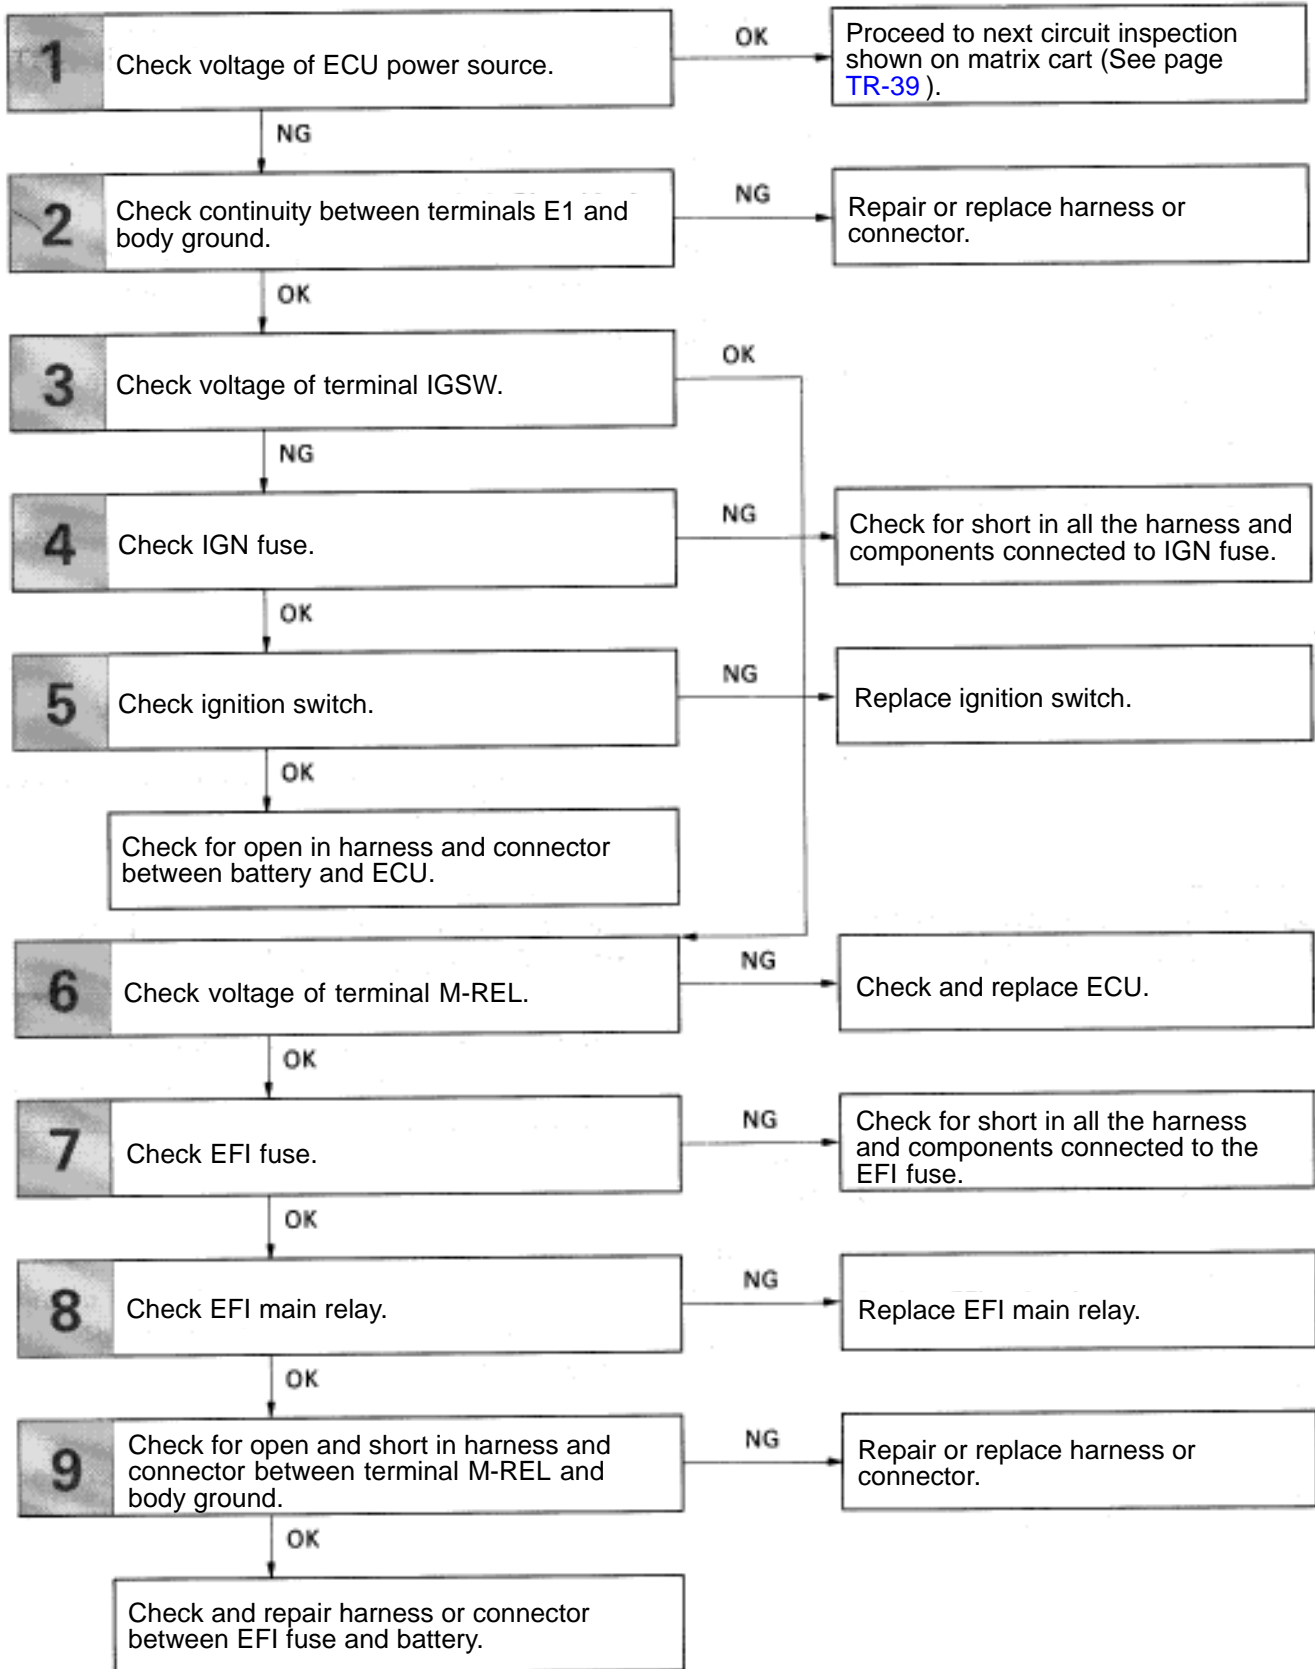 1
Check voltage of ECU power source.
OK
Proceed to next circuit inspection
shown on matrix cart (See page
TR-39 ).
NG
2
Check continuity between terminals E1 and
body ground.
NG
Repair or replace harness or
connector.
OK
3
Check voltage of terminal IGSW.
OK
NG
4
Check IGN fuse.
NG
Check for short in all the harness and
components connected to IGN fuse.
OK
5
Check ignition switch.
NG
Replace ignition switch.
OK
Check for open in harness and connector
between battery and ECU.
6
Check voltage of terminal M-REL.
NG
Check and replace ECU.
OK
7
Check EFI fuse.
NG
Check for short in all the harness
and components connected to the
EFI fuse.
OK
8
Check EFI main relay.
NG
Replace EFI main relay.
OK
9
Check for open and short in harness and
connector between terminal M-REL and
body ground.
NG
Repair or replace harness or
connector.
OK
Check and repair harness or connector
between EFI fuse and battery.